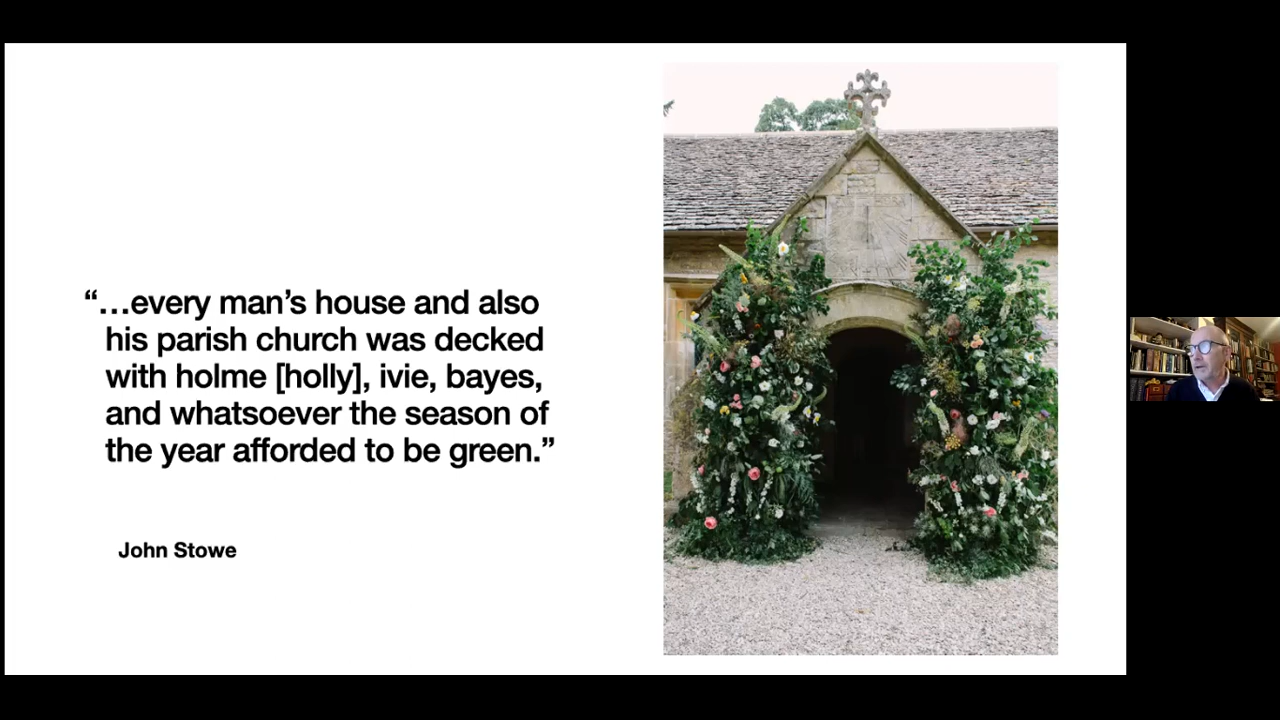 “…every man’s house and also
his parish church was decked
with holme [holly], ivie, bayes,
and whatsoever the season of
the year afforded to be green.”
John Stowe